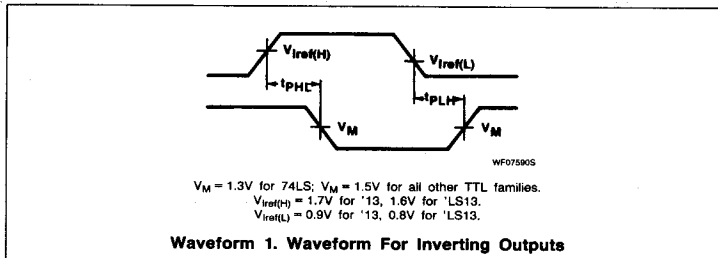 Viref(H)
Viref(L)
tPHL
tPLH
VM
VM
WF07590S
VM = 1.3V for 74LS; VM = 1.5V for all other TTL families.
Viref(H) = 1.7V for '13, 1.6V for 'LS13.
Viref(L) = 0.9V for '13, 0.8V for 'LS13.
Waveform 1. Waveform For Inverting Outputs